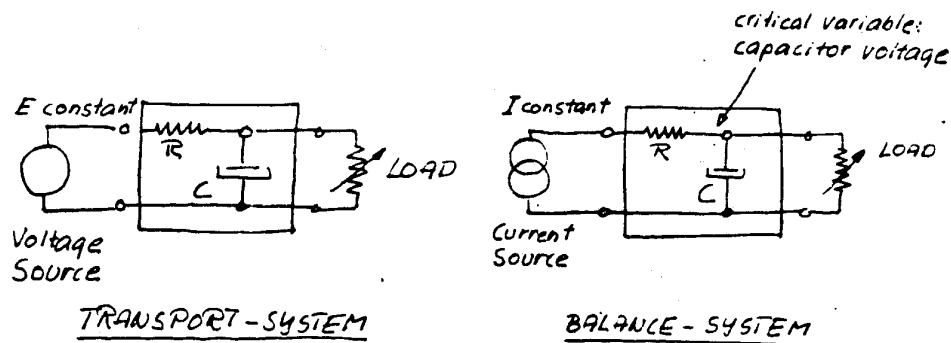 critical variable:
capacitor voltage
E constant
R
C
LOAD
Voltage
Source
TRANSPORT-SYSTEM
I constant
R
C
LOAD
Current
Source
BALANCE-SYSTEM